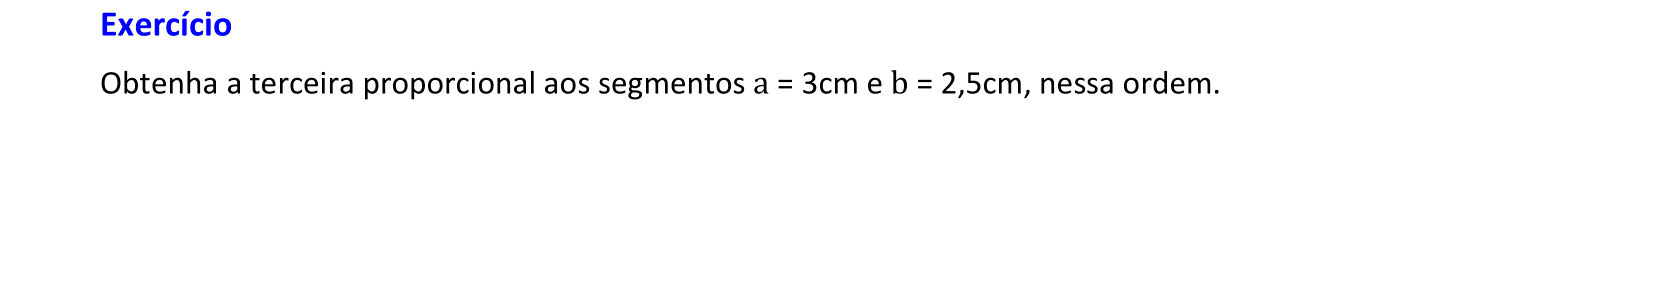 Exercício
Obtenha a terceira proporcional aos segmentos a = 3cm e b = 2,5cm, nessa ordem.